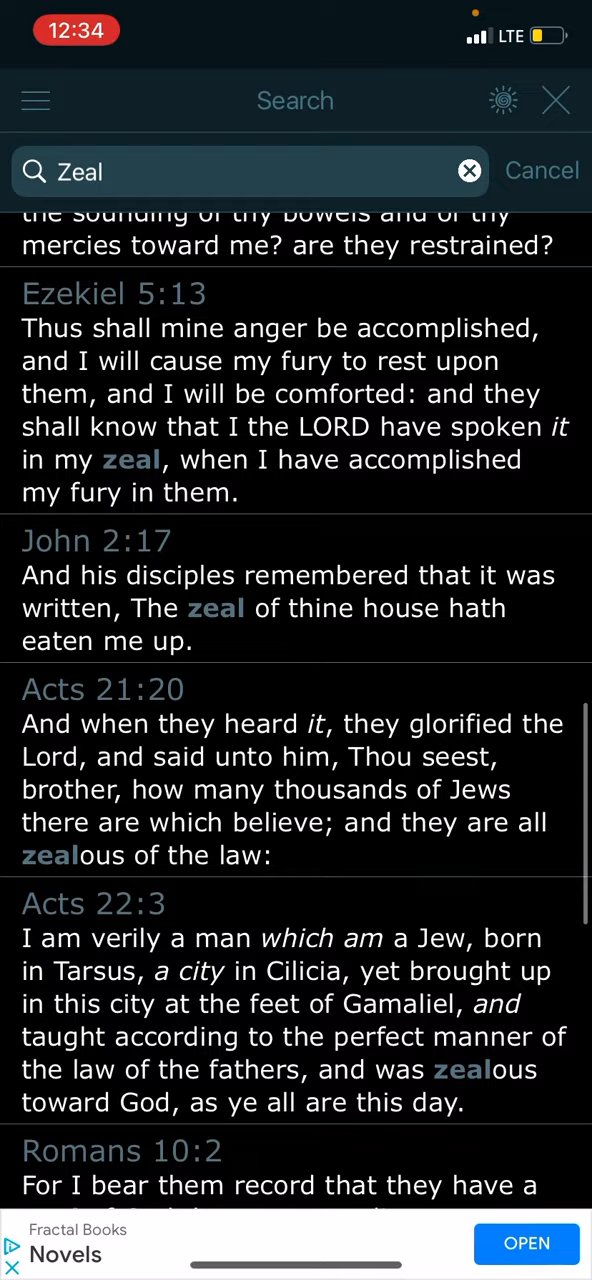 12:34
LTE
Search
Zeal
Cancel
the sounding of thy bowels and of thy
mercies toward me? are they restrained?
Ezekiel 5:13
Thus shall mine anger be accomplished,
and I will cause my fury to rest upon
them, and I will be comforted: and they
shall know that I the LORD have spoken it
in my zeal, when I have accomplished
my fury in them.
John 2:17
And his disciples remembered that it was
written, The zeal of thine house hath
eaten me up.
Acts 21:20
And when they heard it, they glorified the
Lord, and said unto him, Thou seest,
brother, how many thousands of Jews
there are which believe; and they are all
zealous of the law:
Acts 22:3
I am verily a man which am a Jew, born
in Tarsus, a city in Cilicia, yet brought up
in this city at the feet of Gamaliel, and
taught according to the perfect manner of
the law of the fathers, and was zealous
toward God, as ye all are this day.
Romans 10:2
For I bear them record that they have a
Fractal Books
Novels
OPEN